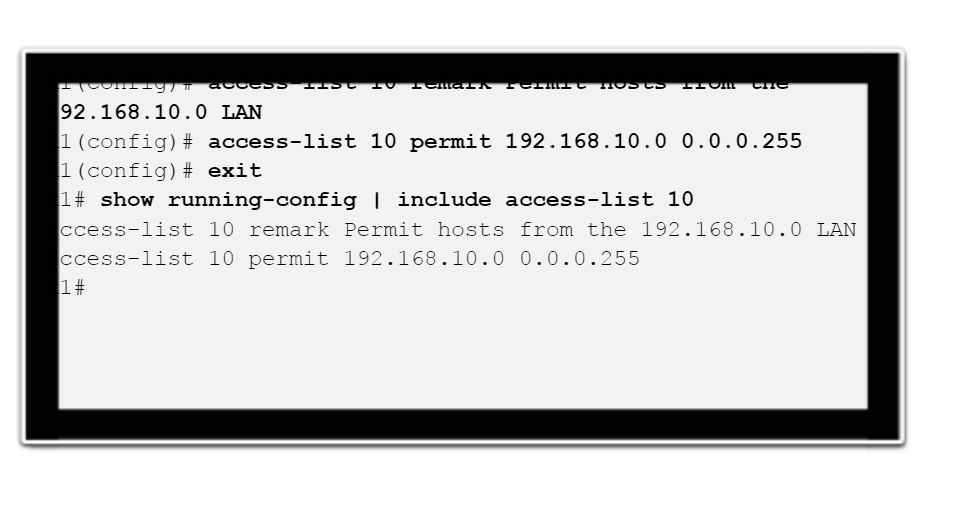 1(config)# access-list 10 remark Permit hosts from the
92.168.10.0 LAN
1(config)# access-list 10 permit 192.168.10.0 0.0.0.255
1(config)# exit
1# show running-config | include access-list 10
ccess-list 10 remark Permit hosts from the 192.168.10.0 LAN
ccess-list 10 permit 192.168.10.0 0.0.0.255
1#